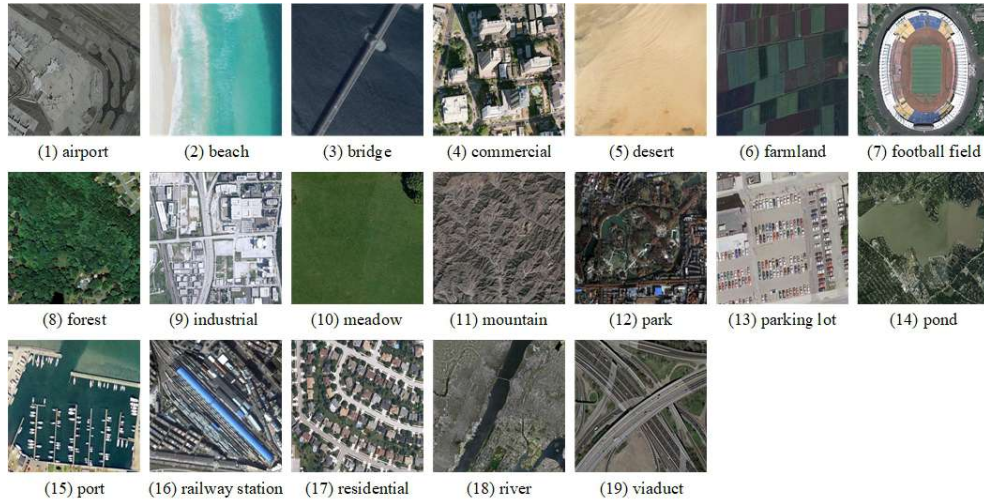 (1) airport
(2) beach
(3) bridge
(4) commercial
(5) desert
(6) farmland
(7) football field
(8) forest
(9) industrial
(10) meadow
(11) mountain
(12) park
(13) parking lot
(14) pond
(15) port
(16) railway station
(17) residential
(18) river
(19) viaduct